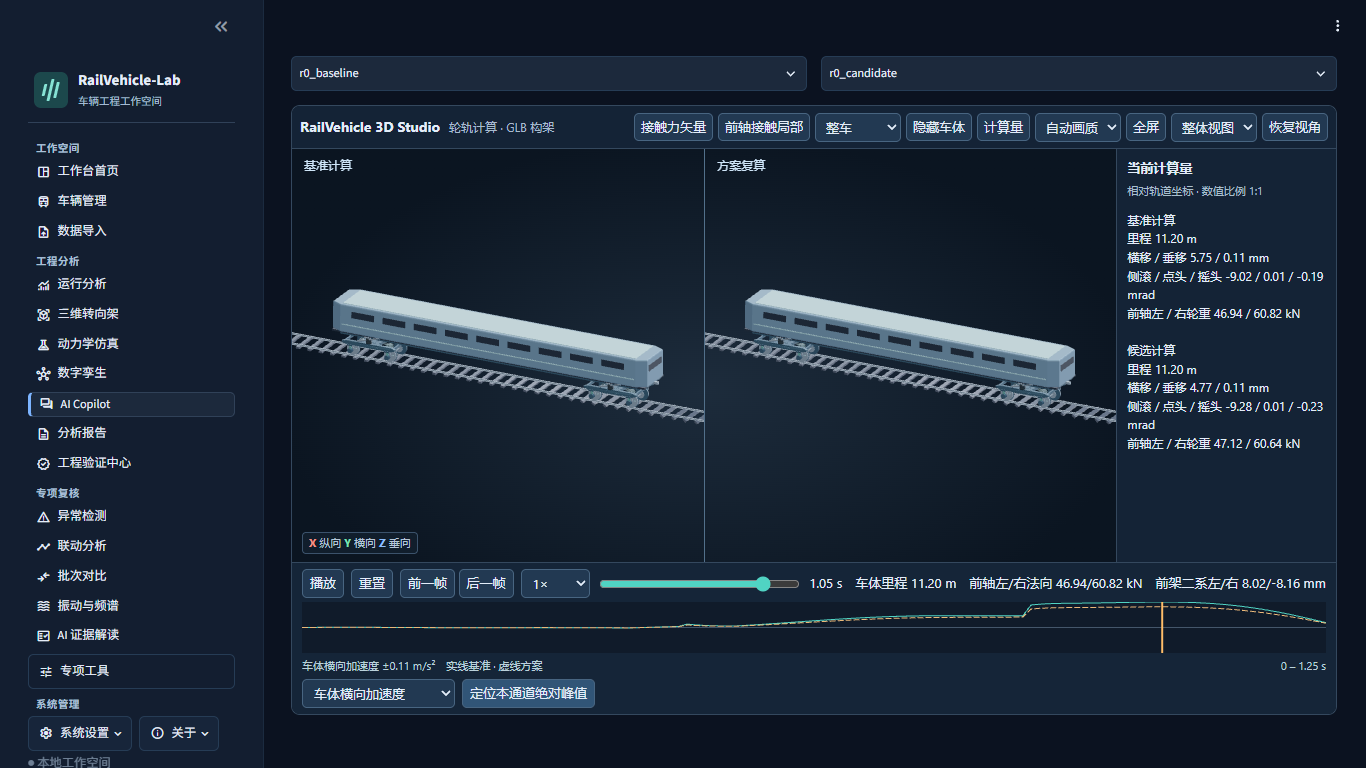 RailVehicle-Lab
车辆工程工作空间
工作空间
工作台首页
车辆管理
数据导入
工程分析
运行分析
三维转向架
动力学仿真
数字孪生
AI Copilot
分析报告
工程验证中心
专项复核
异常检测
联动分析
批次对比
振动与频谱
AI 证据解读
专项工具
系统管理
系统设置 关于
本地工作空间
r0_baseline r0_candidate
RailVehicle 3D Studio 轮轨计算 · GLB 构架 接触力矢量 前轴接触局部 整车 隐藏车体 计算量 自动画质 全屏 整体视图 恢复视角
基准计算 方案复算
当前计算量
相对轨道坐标 · 数值比例 1:1
基准计算
里程 11.20 m
横移 / 垂移 5.75 / 0.11 mm
侧滚 / 点头 / 摇头 -9.02 / 0.01 / -0.19
mrad
前轴左 / 右轮重 46.94 / 60.82 kN
候选计算
里程 11.20 m
横移 / 垂移 4.77 / 0.11 mm
侧滚 / 点头 / 摇头 -9.28 / 0.01 / -0.23
mrad
前轴左 / 右轮重 47.12 / 60.64 kN
X 纵向 Y 横向 Z 垂向
播放 重置 前一帧 后一帧 1× 1.05 s 车体里程 11.20 m 前轴左/右法向 46.94/60.82 kN 前架二系左/右 8.02/-8.16 mm
车体横向加速度 ±0.11 m/s² 实线基准 · 虚线方案 0 – 1.25 s
车体横向加速度 定位本通道绝对峰值